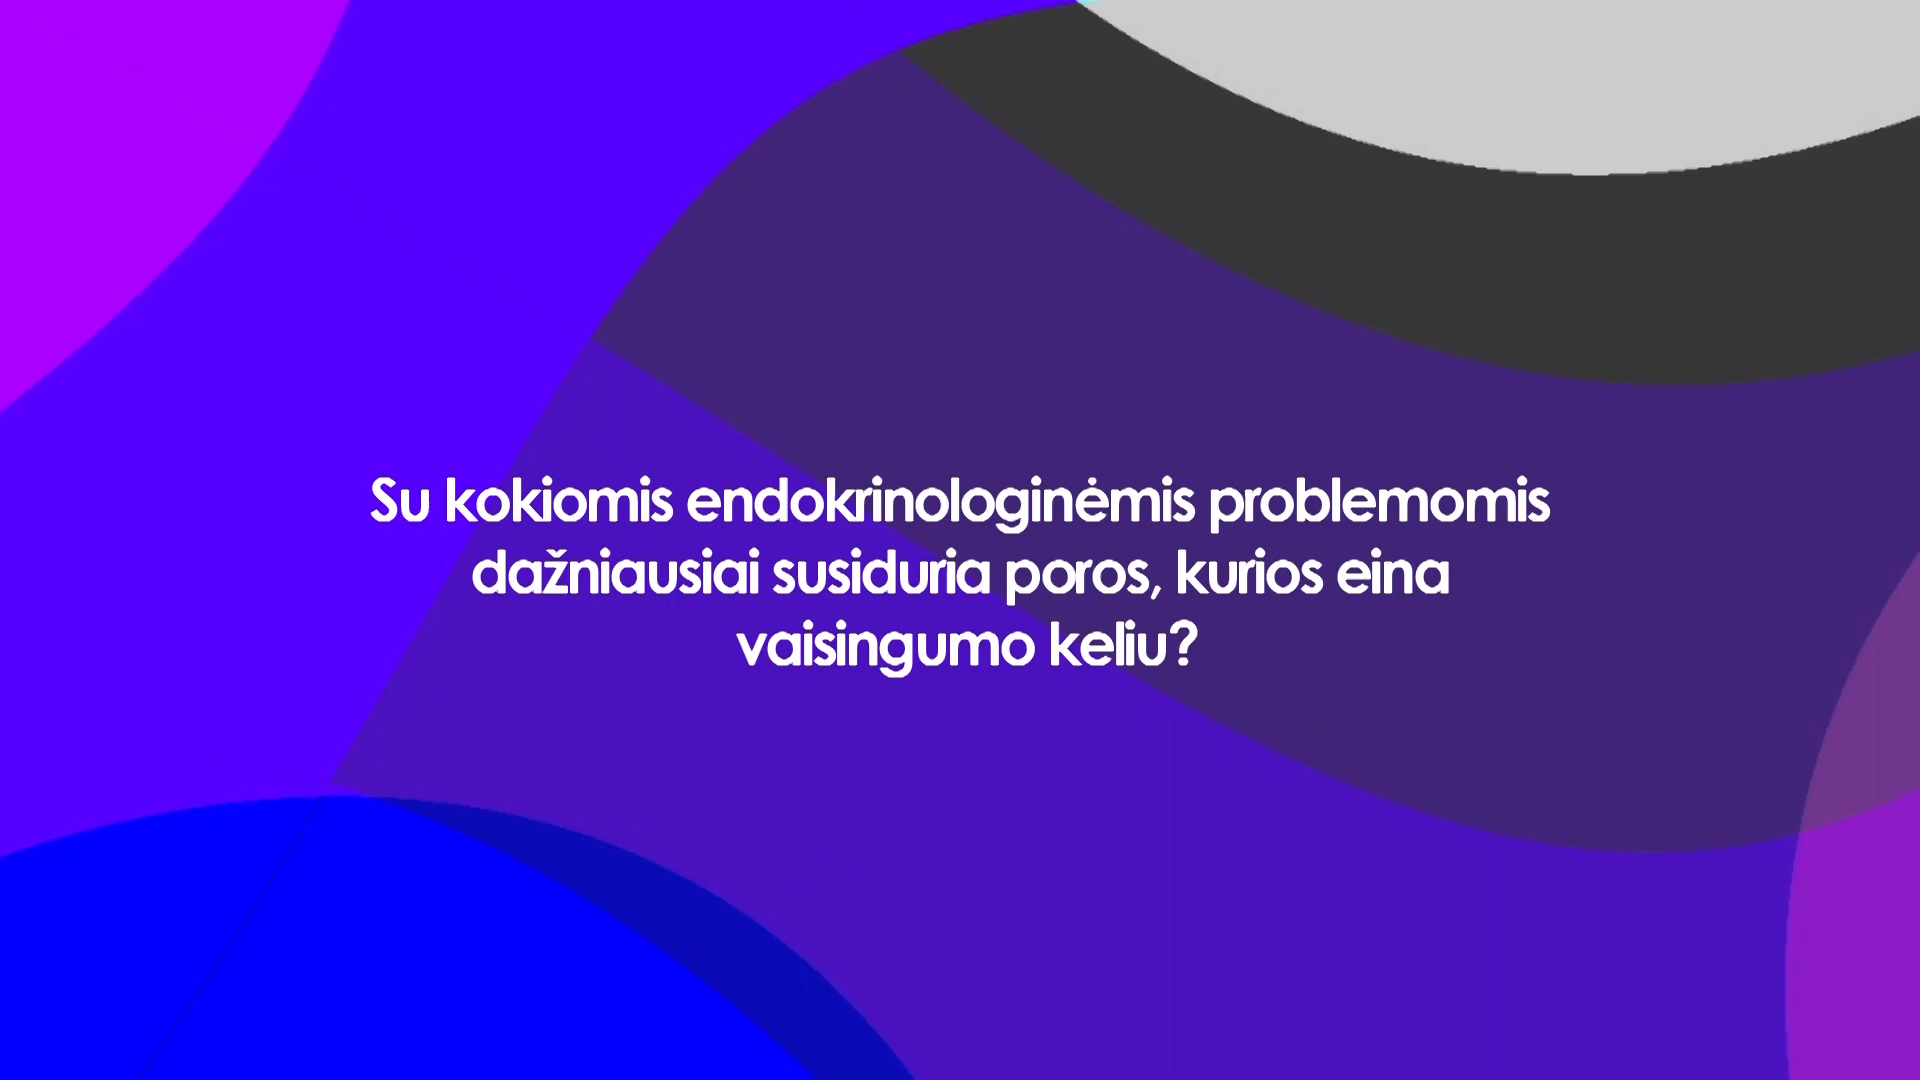 Su kokiomis endokrinologinėmis problemomis
dažniausiai susiduria poros, kurios eina
vaisingumo keliu?